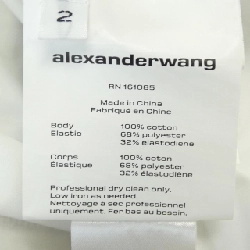 2
alexanderwang
RN 161065
Made in China
Fabriqué en Chine
Body 100% cotton
Elastic 68% polyester
32% elastodiene
Corps 100% coton
Élastique 68% polyester
32% élastodiène
Professional dry clean only.
Low iron as needed.
Nettoyage a sec professionnel
uniquement. Fer bas au besoin.